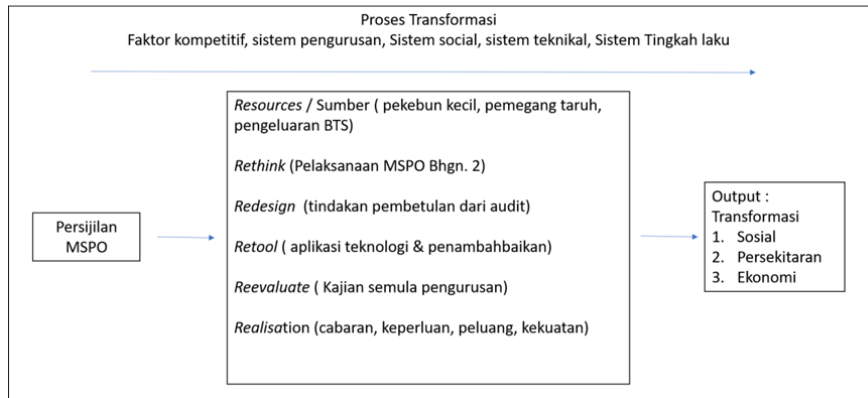 Proses Transformasi
Faktor kompetitif, sistem pengurusan, Sistem social, sistem teknikal, Sistem Tingkah laku
Persijilan
MSPO
Resources / Sumber ( pekebun kecil, pemegang taruh,
pengeluaran BTS)
Rethink (Pelaksanaan MSPO Bhgn. 2)
Redesign (tindakan pembetulan dari audit)
Retool ( aplikasi teknologi & penambahbaikan)
Reevaluate ( Kajian semula pengurusan)
Realisation (cabaran, keperluan, peluang, kekuatan)
Output :
Transformasi
1. Sosial
2. Persekitaran
3. Ekonomi